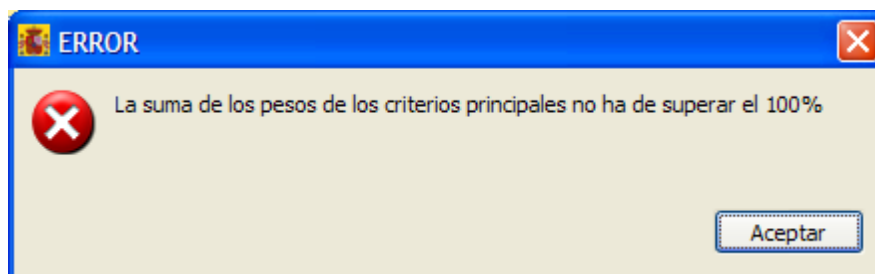 ERROR
La suma de los pesos de los criterios principales no ha de superar el 100%
Aceptar